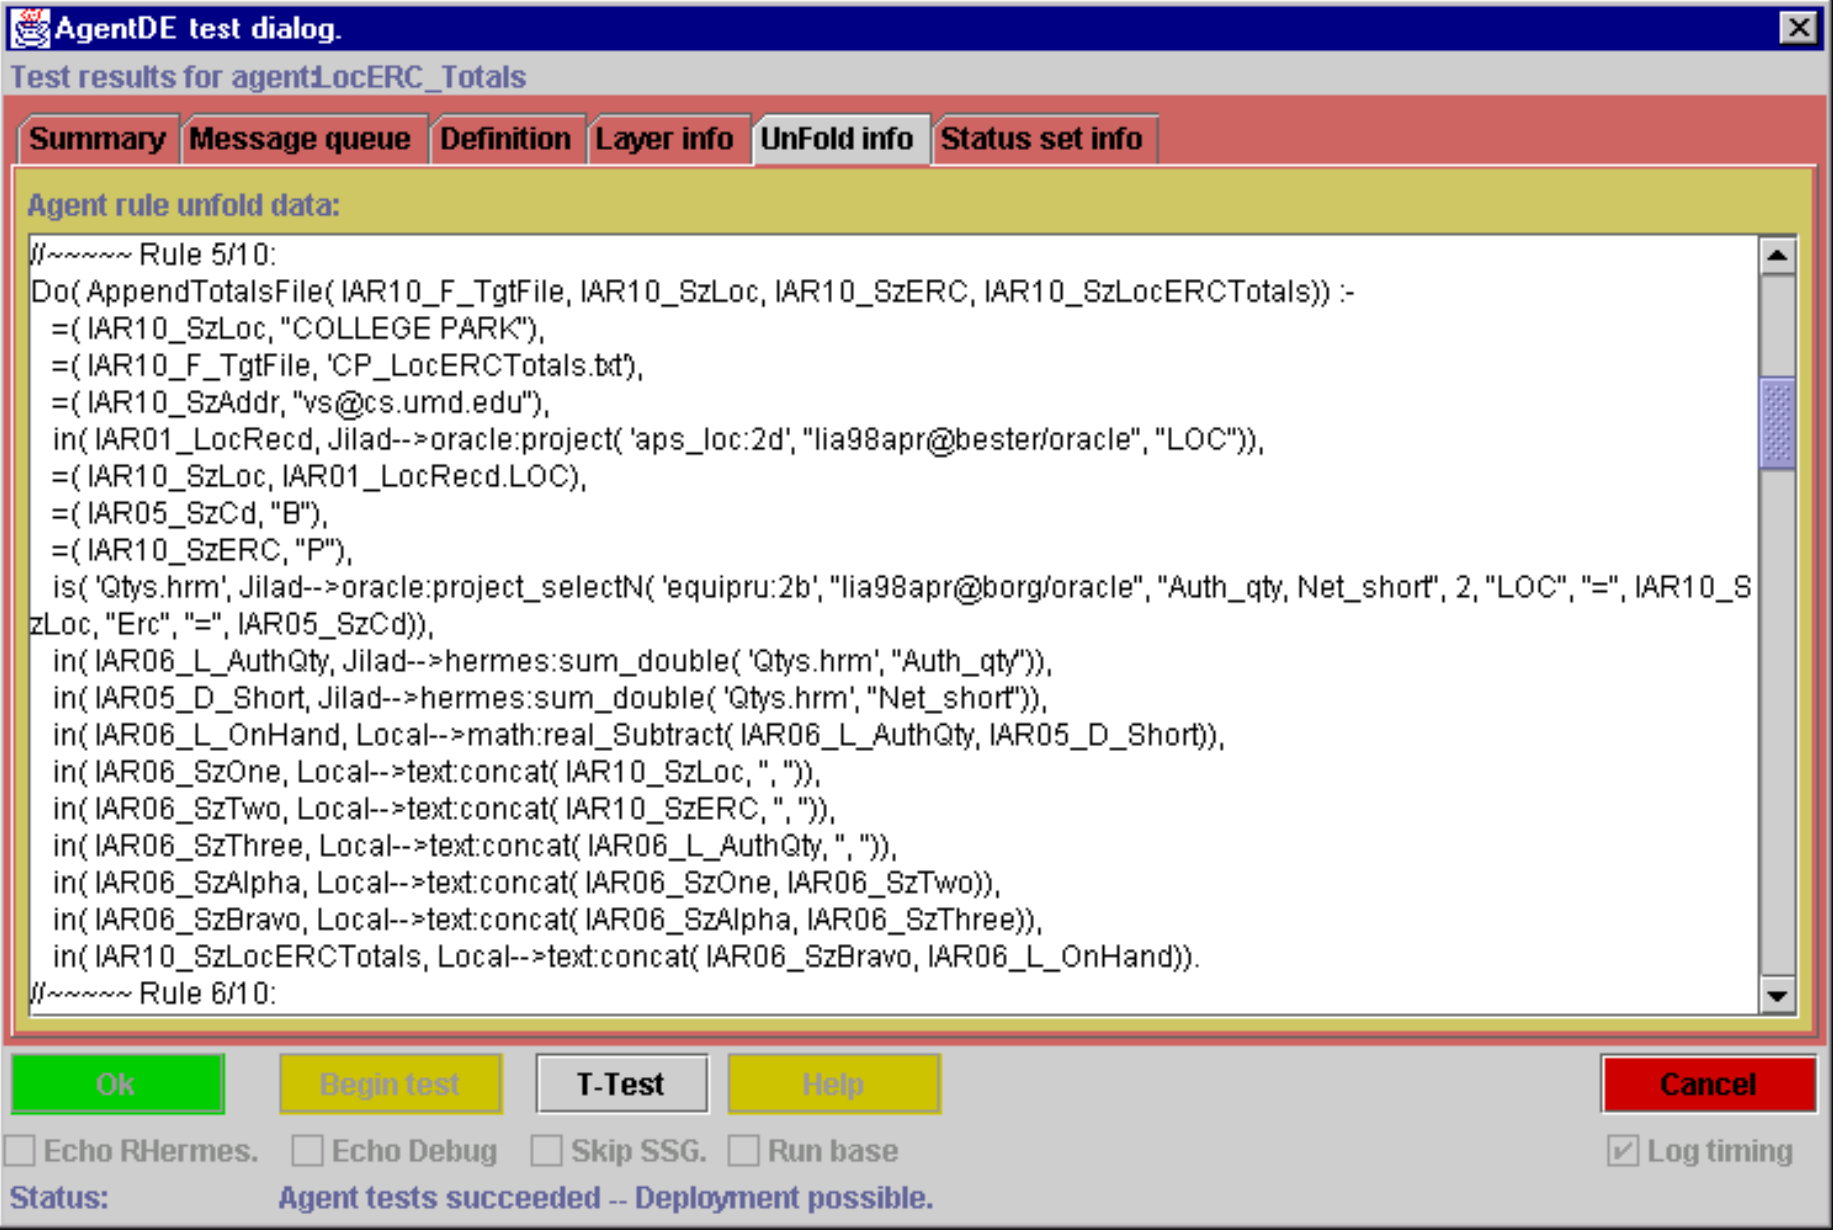 AgentDE test dialog.
Test results for agent:LocERC_Totals
Summary Message queue Definition Layer info UnFold info Status set info
Agent rule unfold data:
//~~~~~ Rule 5/10:
Do( AppendTotalsFile( IAR10_F_TgtFile, IAR10_SzLoc, IAR10_SzERC, IAR10_SzLocERCTotals)) :-
=( IAR10_SzLoc, "COLLEGE PARK"),
=( IAR10_F_TgtFile, 'CP_LocERCTotals.txt'),
=( IAR10_SzAddr, "vs@cs.umd.edu"),
in( IAR01_LocRecd, Jilad-->oracle:project( 'aps_loc:2d', "lia98apr@bester/oracle", "LOC")),
=( IAR10_SzLoc, IAR01_LocRecd.LOC),
=( IAR05_SzCd, "B"),
=( IAR10_SzERC, "P"),
is( 'Qtys.hrm', Jilad-->oracle:project_selectN( 'equipru:2b', "lia98apr@borg/oracle", "Auth_qty, Net_short", 2, "LOC", "=", IAR10_S
zLoc, "Erc", "=", IAR05_SzCd)),
in( IAR06_L_AuthQty, Jilad-->hermes:sum_double( 'Qtys.hrm', "Auth_qty")),
in( IAR05_D_Short, Jilad-->hermes:sum_double( 'Qtys.hrm', "Net_short")),
in( IAR06_L_OnHand, Local-->math:real_Subtract( IAR06_L_AuthQty, IAR05_D_Short)),
in( IAR06_SzOne, Local-->text:concat( IAR10_SzLoc, ", ")),
in( IAR06_SzTwo, Local-->text:concat( IAR10_SzERC, ", ")),
in( IAR06_SzThree, Local-->text:concat( IAR06_L_AuthQty, ", ")),
in( IAR06_SzAlpha, Local-->text:concat( IAR06_SzOne, IAR06_SzTwo)),
in( IAR06_SzBravo, Local-->text:concat( IAR06_SzAlpha, IAR06_SzThree)),
in( IAR10_SzLocERCTotals, Local-->text:concat( IAR06_SzBravo, IAR06_L_OnHand)).
//~~~~~ Rule 6/10:
Ok Begin test T-Test Help Cancel
Echo RHermes. Echo Debug Skip SSG. Run base Log timing
Status: Agent tests succeeded -- Deployment possible.